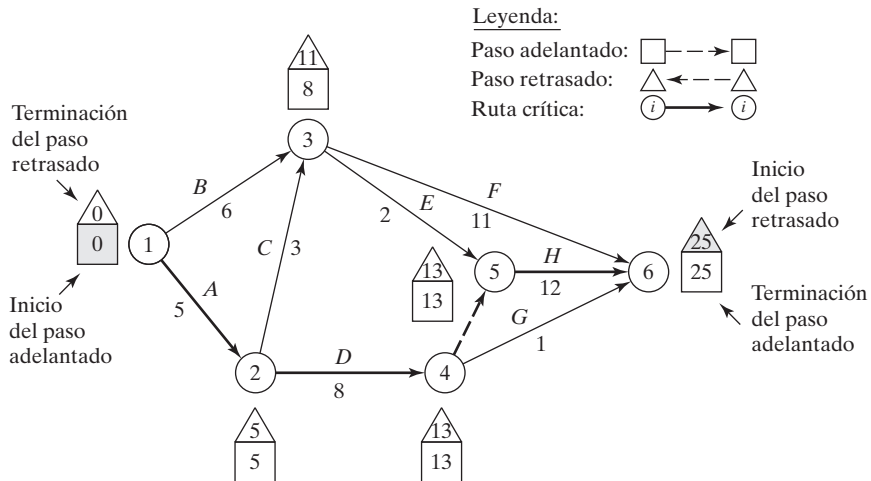 Leyenda:
Paso adelantado:
Paso retrasado:
Ruta crítica: i i
11
8
Terminación
del paso
retrasado
0
0
Inicio
del paso
adelantado
1
B
6
3
A
5
C
3
2
5
5
D
8
4
13
13
E
2
F
11
13
13
5
H
12
G
1
6
25
25
Inicio
del paso
retrasado
Terminación
del paso
adelantado